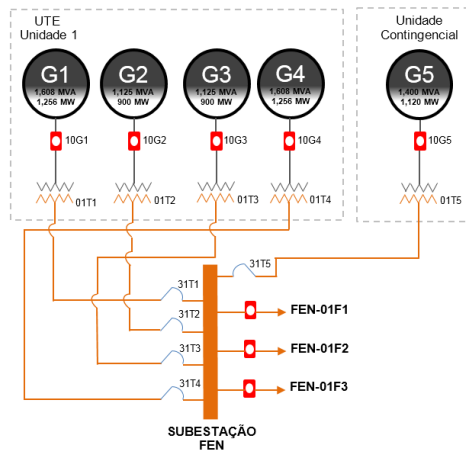 UTE
Unidade 1
Unidade
Contingencial
G1
1,608 MVA
1,256 MW
G2
1,125 MVA
900 MW
G3
1,125 MVA
900 MW
G4
1,608 MVA
1,256 MW
G5
1,400 MVA
1,120 MW
10G1
10G2
10G3
10G4
10G5
01T1
01T2
01T3
01T4
01T5
31T5
31T1
31T2
31T3
31T4
FEN-01F1
FEN-01F2
FEN-01F3
SUBESTAÇÃO
FEN